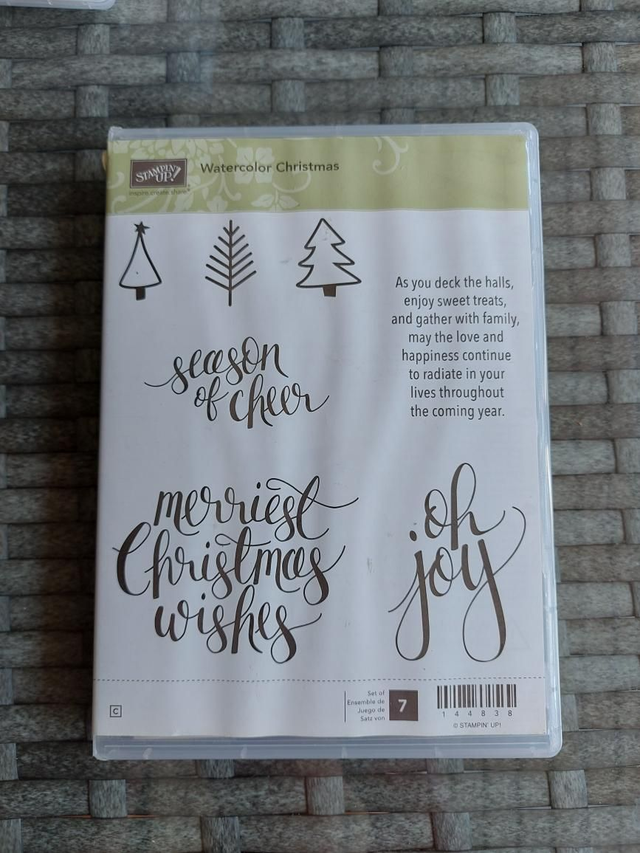 STAMPIN' UP!
Watercolor Christmas
As you deck the halls,
enjoy sweet treats,
and gather with family,
may the love and
happiness continue
to radiate in your
lives throughout
the coming year.
season
of cheer
merriest
Christmas
wishes
oh
joy
C
Set of
Ensemble de
Juego de
Satz von
7
144838
© STAMPIN' UP!